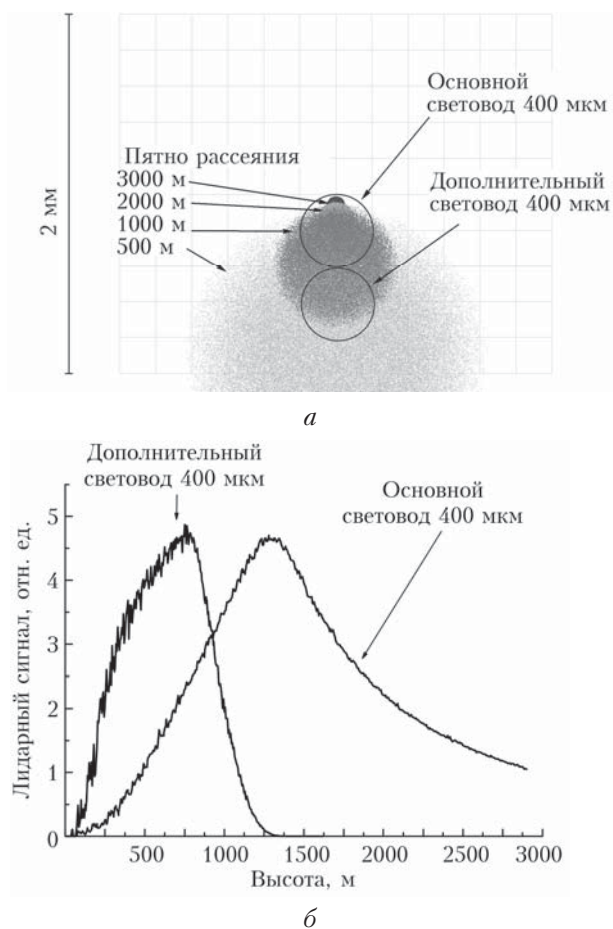 2 мм
Основной
световод 400 мкм
Пятно рассеяния
3000 м
2000 м
1000 м
500 м
Дополнительный
световод 400 мкм
а
Дополнительный
световод 400 мкм
Основной
световод 400 мкм
Лидарный сигнал, отн. ед.
5
4
3
2
1
0
500 1000 1500 2000 2500 3000
Высота, м
б